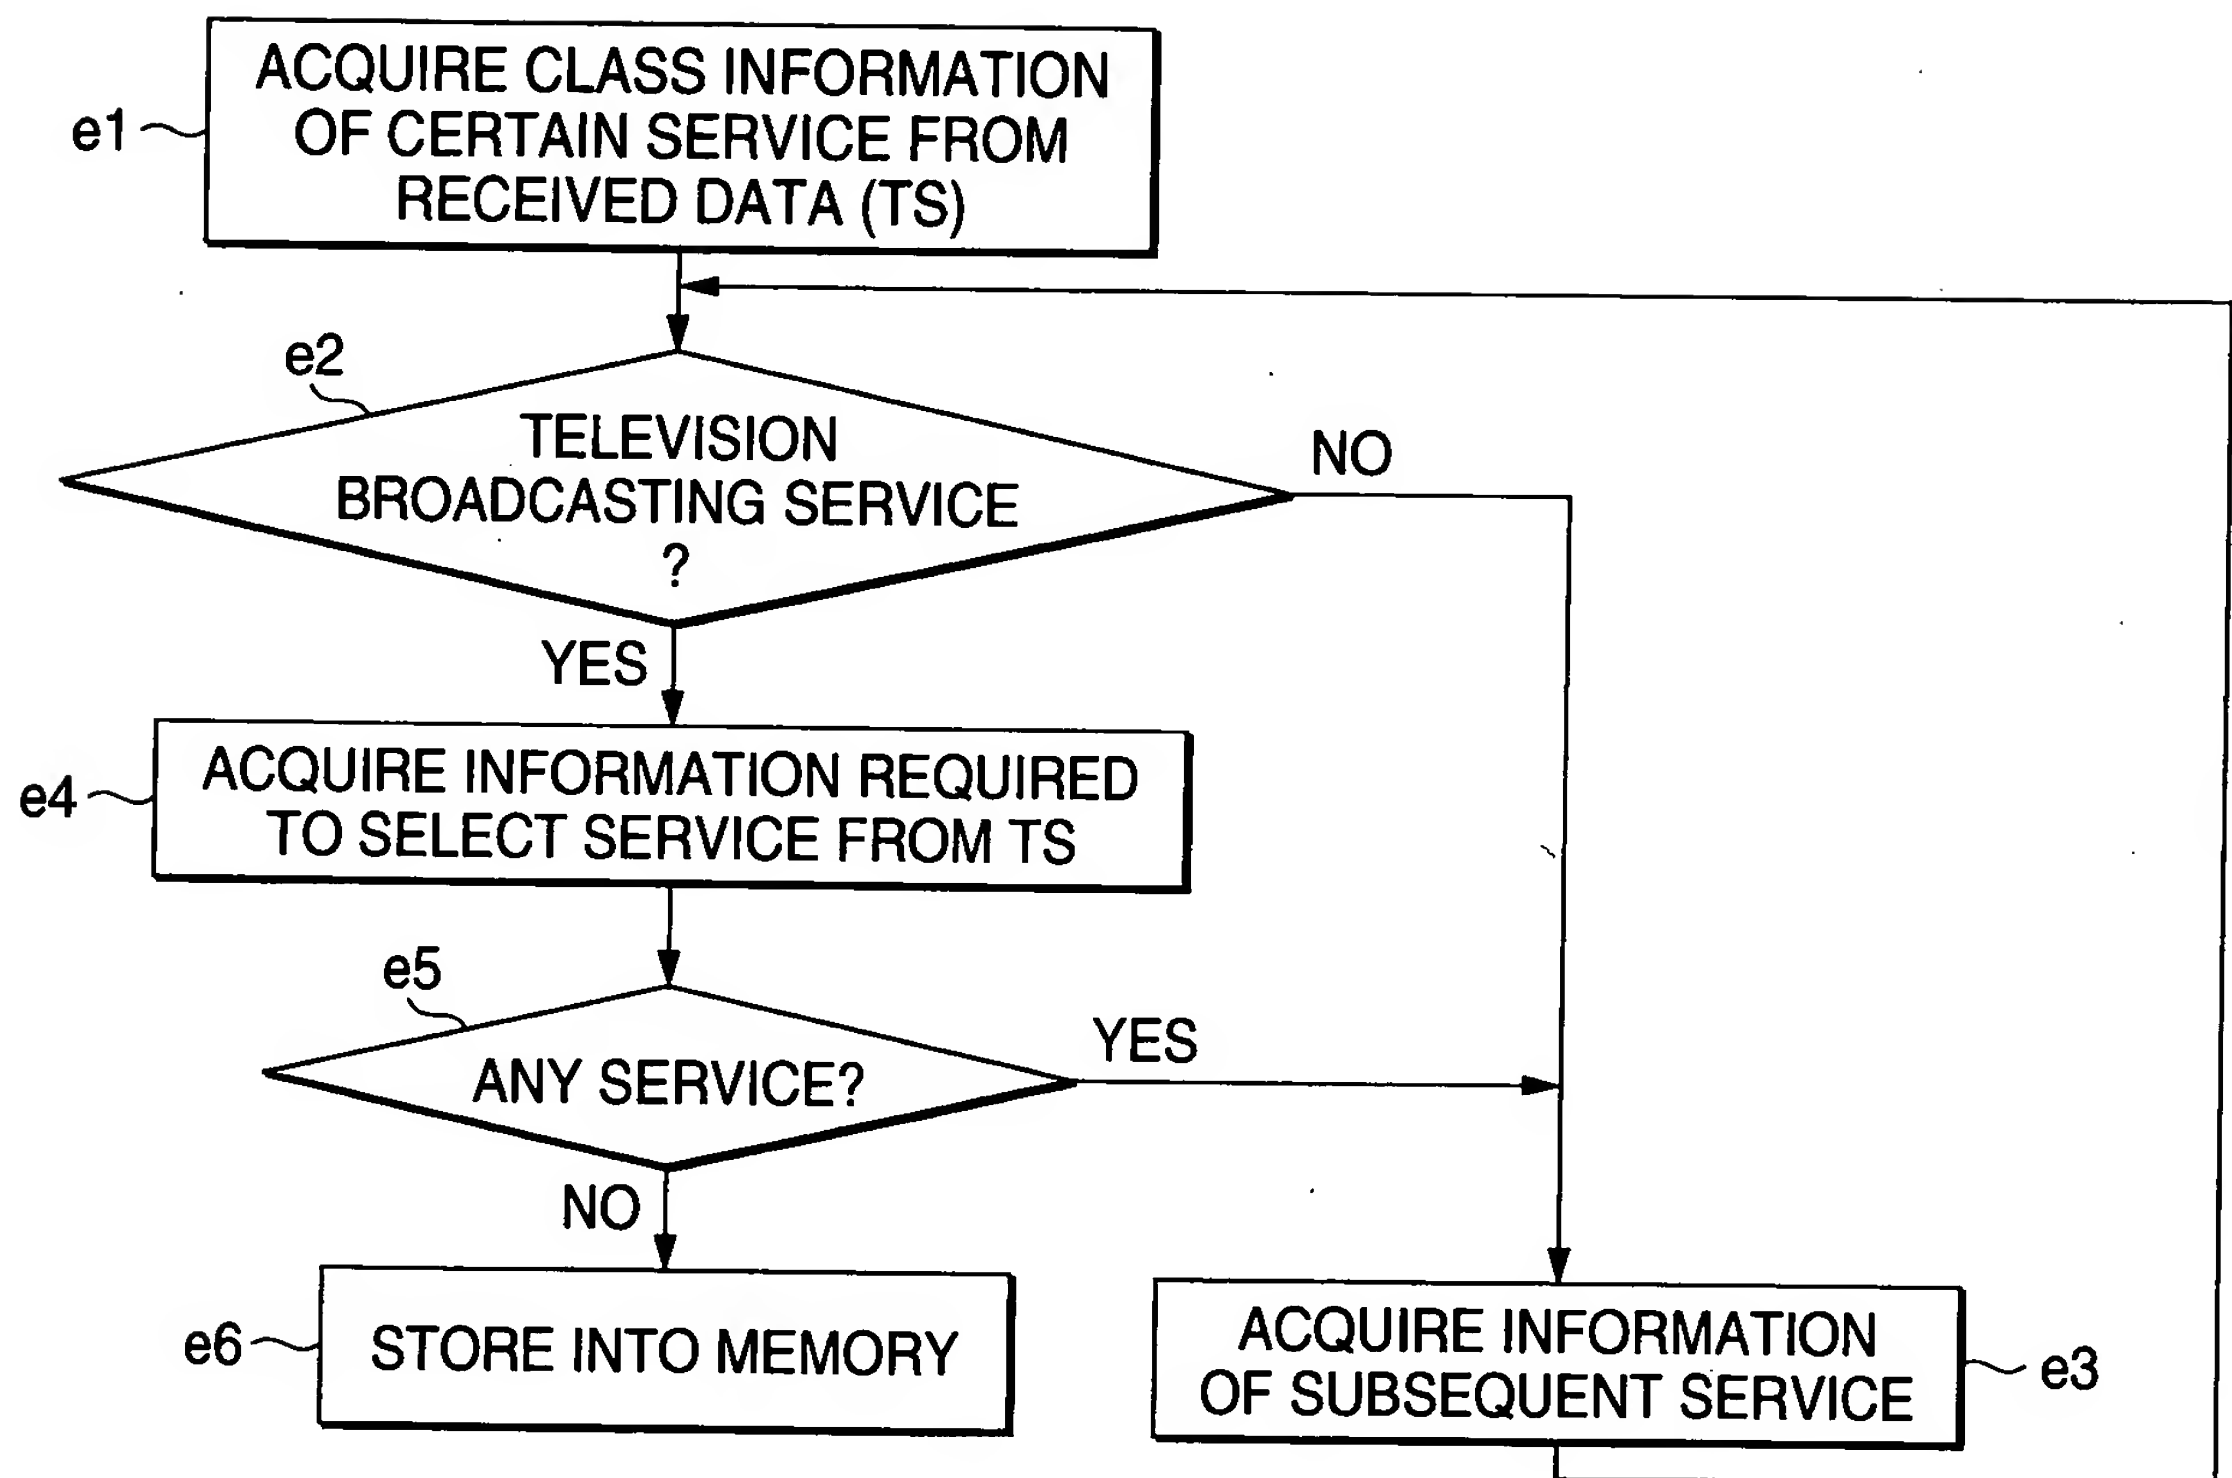 ACQUIRE CLASS INFORMATION
OF CERTAIN SERVICE FROM
RECEIVED DATA (TS)
e1
e2
TELEVISION
BROADCASTING SERVICE
?
NO
YES
e4
ACQUIRE INFORMATION REQUIRED
TO SELECT SERVICE FROM TS
e5
ANY SERVICE?
YES
NO
e6
STORE INTO MEMORY
ACQUIRE INFORMATION
OF SUBSEQUENT SERVICE
e3